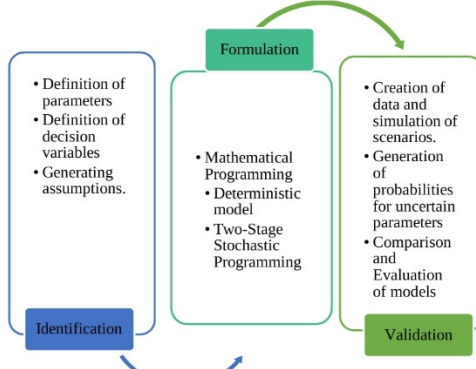 • Definition of
parameters
• Definition of
decision
variables
• Generating
assumptions.
Identification
Formulation
• Mathematical
Programming
• Deterministic
model
• Two-Stage
Stochastic
Programming
• Creation of
data and
simulation of
scenarios.
• Generation
of
probabilities
for uncertain
parameters
• Comparison
and
Evaluation
of models
Validation